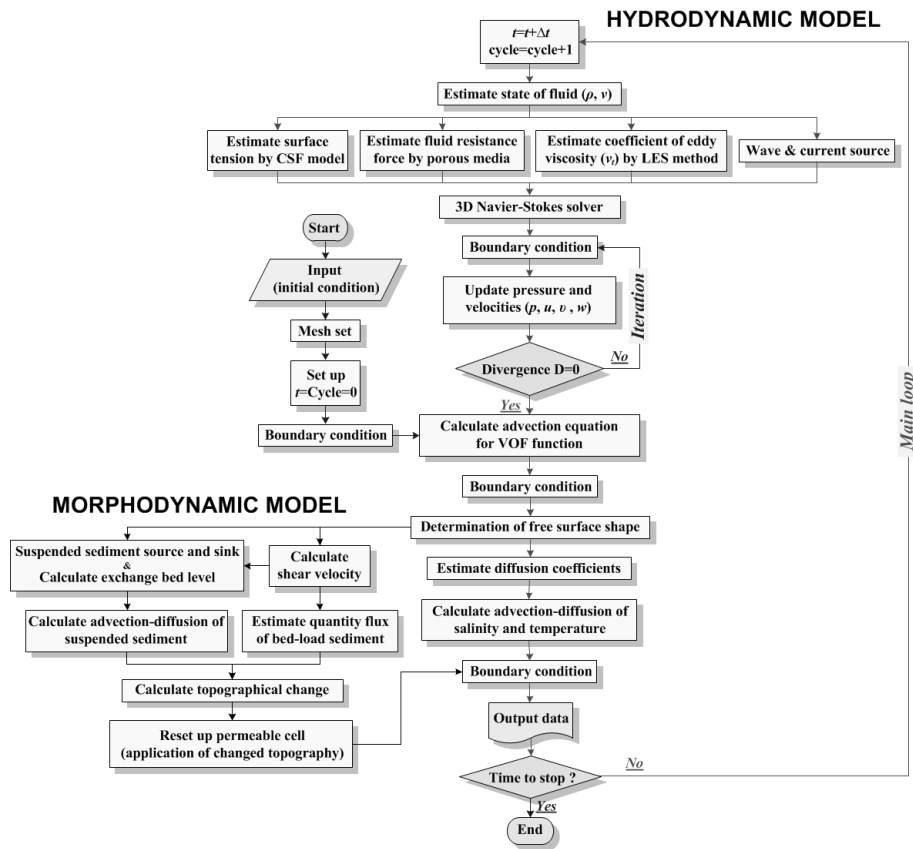 HYDRODYNAMIC MODEL
t=t+Δt
cycle=cycle+1
Estimate state of fluid (ρ, ν)
Estimate surface
tension by CSF model
Estimate fluid resistance
force by porous media
Estimate coefficient of eddy
viscosity (νt) by LES method
Wave & current source
3D Navier-Stokes solver
Boundary condition
Update pressure and
velocities (p, u, υ , w)
Iteration
Divergence D=0
No
Yes
Start
Input
(initial condition)
Mesh set
Set up
t=Cycle=0
Boundary condition
Calculate advection equation
for VOF function
Boundary condition
Main loop
MORPHODYNAMIC MODEL
Determination of free surface shape
Suspended sediment source and sink
&
Calculate exchange bed level
Calculate
shear velocity
Estimate diffusion coefficients
Calculate advection-diffusion of
suspended sediment
Estimate quantity flux
of bed-load sediment
Calculate advection-diffusion of
salinity and temperature
Calculate topographical change
Boundary condition
Reset up permeable cell
(application of changed topography)
Output data
Time to stop ?
No
Yes
End